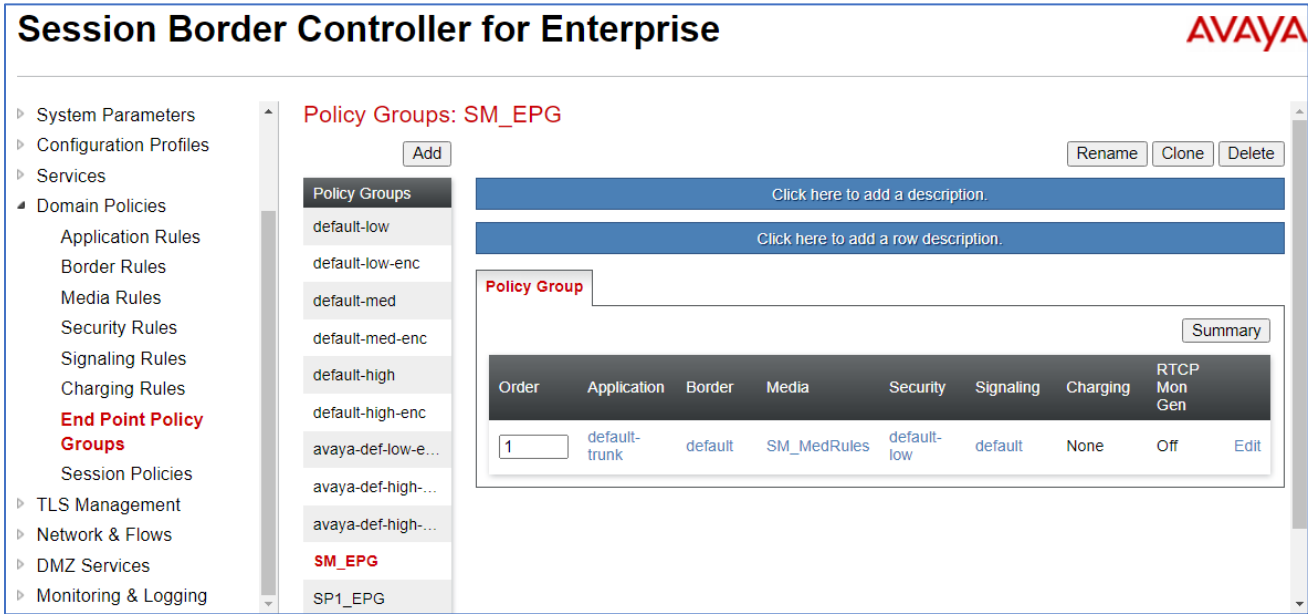 Session Border Controller for Enterprise
AVAYA
System Parameters
Configuration Profiles
Services
Domain Policies
Application Rules
Border Rules
Media Rules
Security Rules
Signaling Rules
Charging Rules
End Point Policy
Groups
Session Policies
TLS Management
Network & Flows
DMZ Services
Monitoring & Logging
Policy Groups: SM_EPG
Add
Rename Clone Delete
Policy Groups
default-low
default-low-enc
default-med
default-med-enc
default-high
default-high-enc
avaya-def-low-e...
avaya-def-high-...
avaya-def-high-...
SM_EPG
SP1_EPG
Click here to add a description.
Click here to add a row description.
Policy Group
Summary
Order Application Border Media Security Signaling Charging RTCP Mon Gen
1 default-trunk default SM_MedRules default-low default None Off Edit